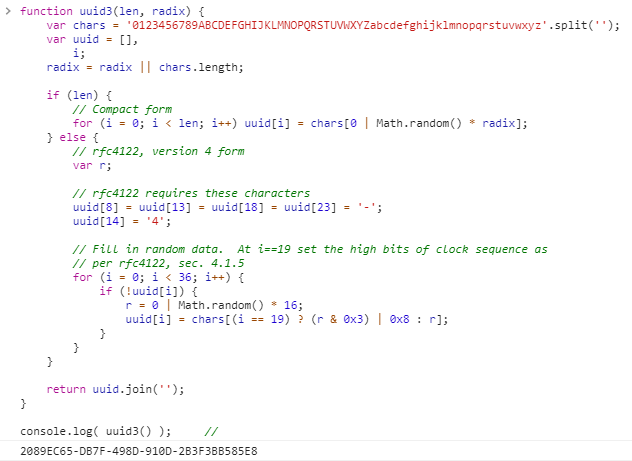 function uuid3(len, radix) {
    var chars = '0123456789ABCDEFGHIJKLMNOPQRSTUVWXYZabcdefghijklmnopqrstuvwxyz'.split('');
    var uuid = [],
        i;
    radix = radix || chars.length;

    if (len) {
        // Compact form
        for (i = 0; i < len; i++) uuid[i] = chars[0 | Math.random() * radix];
    } else {
        // rfc4122, version 4 form
        var r;

        // rfc4122 requires these characters
        uuid[8] = uuid[13] = uuid[18] = uuid[23] = '-';
        uuid[14] = '4';

        // Fill in random data.  At i==19 set the high bits of clock sequence as
        // per rfc4122, sec. 4.1.5
        for (i = 0; i < 36; i++) {
            if (!uuid[i]) {
                r = 0 | Math.random() * 16;
                uuid[i] = chars[(i == 19) ? (r & 0x3) | 0x8 : r];
            }
        }
    }

    return uuid.join('');
}

console.log( uuid3() );     //
2089EC65-DB7F-498D-910D-2B3F3BB585E8